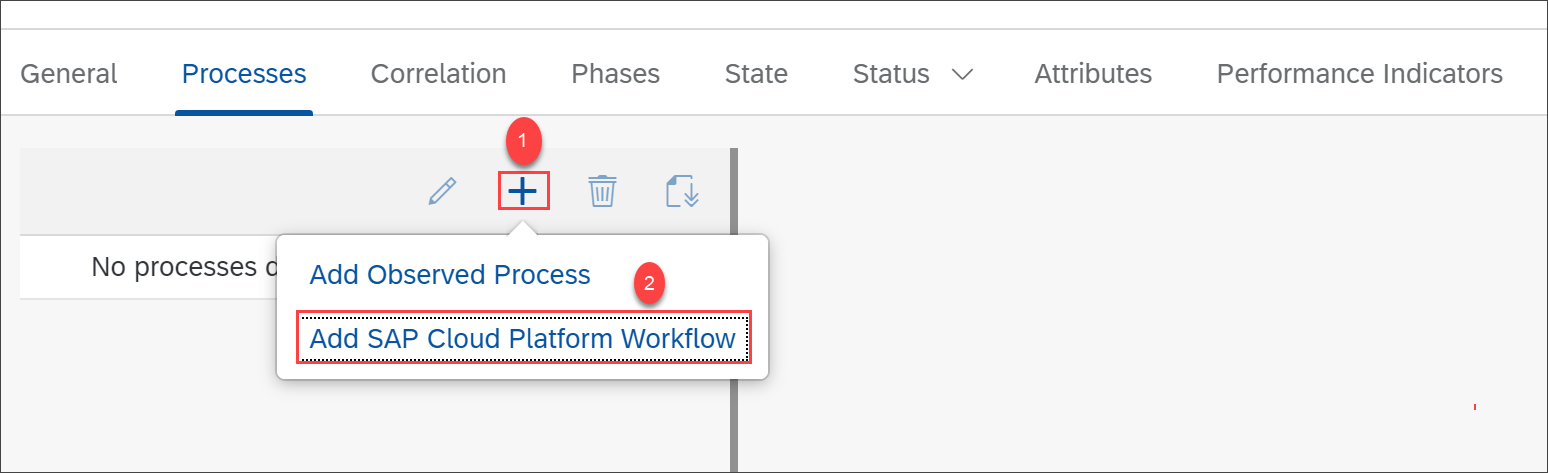 General Processes Correlation Phases State Status Attributes Performance Indicators
1
No processes
Add Observed Process
2
Add SAP Cloud Platform Workflow